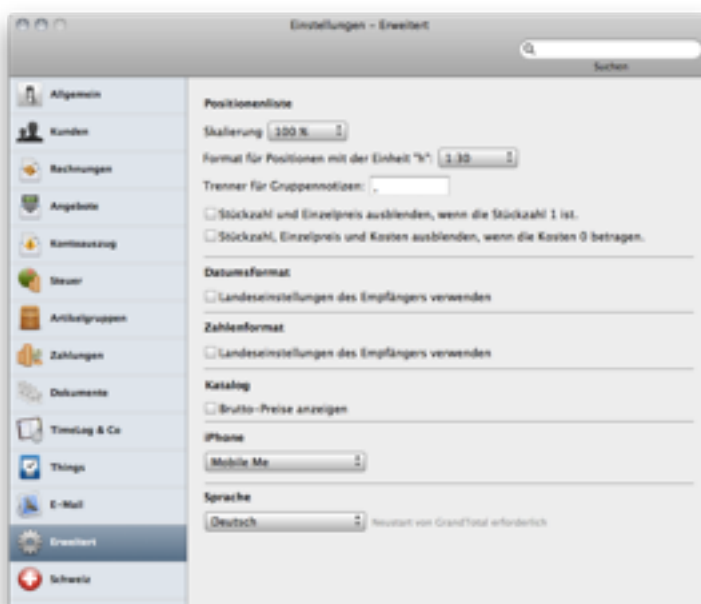 Einstellungen – Erweitert
Suchen
Allgemein
Kunden
Rechnungen
Angebote
Kontoauszug
Steuer
Artikelgruppen
Zahlungen
Dokumente
TimeLog & Co
Things
E-Mail
Erweitert
Schweiz
Positionenliste
Skalierung 100 %
Format für Positionen mit der Einheit "h": 1:30
Trenner für Gruppennotizen: ,
Stückzahl und Einzelpreis ausblenden, wenn die Stückzahl 1 ist.
Stückzahl, Einzelpreis und Kosten ausblenden, wenn die Kosten 0 betragen.
Datumsformat
Landeseinstellungen des Empfängers verwenden
Zahlenformat
Landeseinstellungen des Empfängers verwenden
Katalog
Brutto-Preise anzeigen
iPhone
Mobile Me
Sprache
Deutsch Neustart von GrandTotal erforderlich